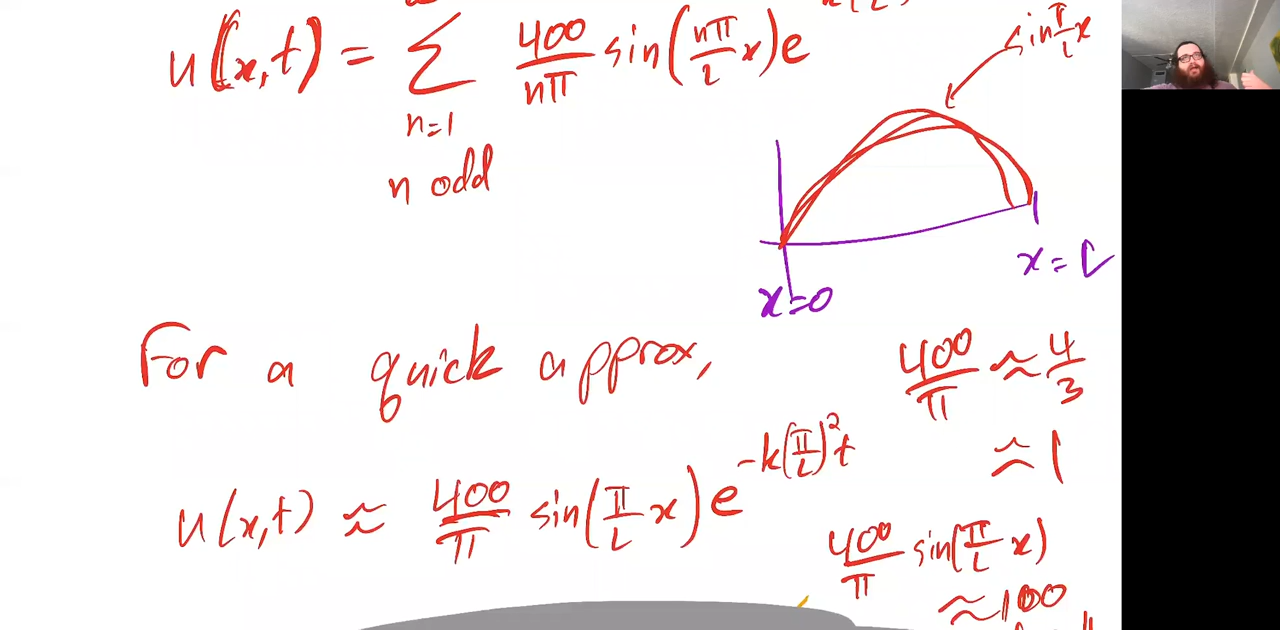 u(x,t) = ∑ 400/nπ sin(nπ/L x) e
n=1
n odd
sin π/L x
x=0
x=L
For a quick approx,
400/π ≈ 4/3
≈ 1
u(x,t) ≈ 400/π sin(π/L x) e^-k(π/L)²t
400/π sin(π/L x)
≈ 100